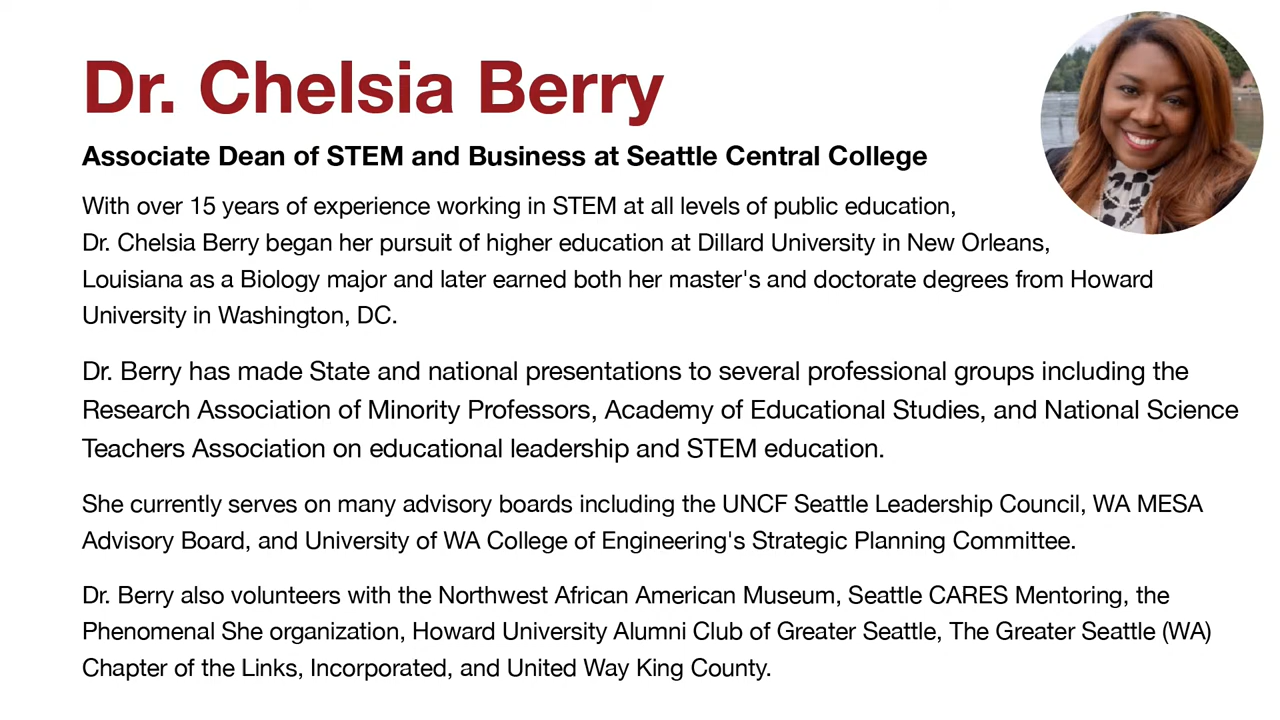 Dr. Chelsia Berry
Associate Dean of STEM and Business at Seattle Central College
With over 15 years of experience working in STEM at all levels of public education,
Dr. Chelsia Berry began her pursuit of higher education at Dillard University in New Orleans,
Louisiana as a Biology major and later earned both her master's and doctorate degrees from Howard
University in Washington, DC.
Dr. Berry has made State and national presentations to several professional groups including the
Research Association of Minority Professors, Academy of Educational Studies, and National Science
Teachers Association on educational leadership and STEM education.
She currently serves on many advisory boards including the UNCF Seattle Leadership Council, WA MESA
Advisory Board, and University of WA College of Engineering's Strategic Planning Committee.
Dr. Berry also volunteers with the Northwest African American Museum, Seattle CARES Mentoring, the
Phenomenal She organization, Howard University Alumni Club of Greater Seattle, The Greater Seattle (WA)
Chapter of the Links, Incorporated, and United Way King County.